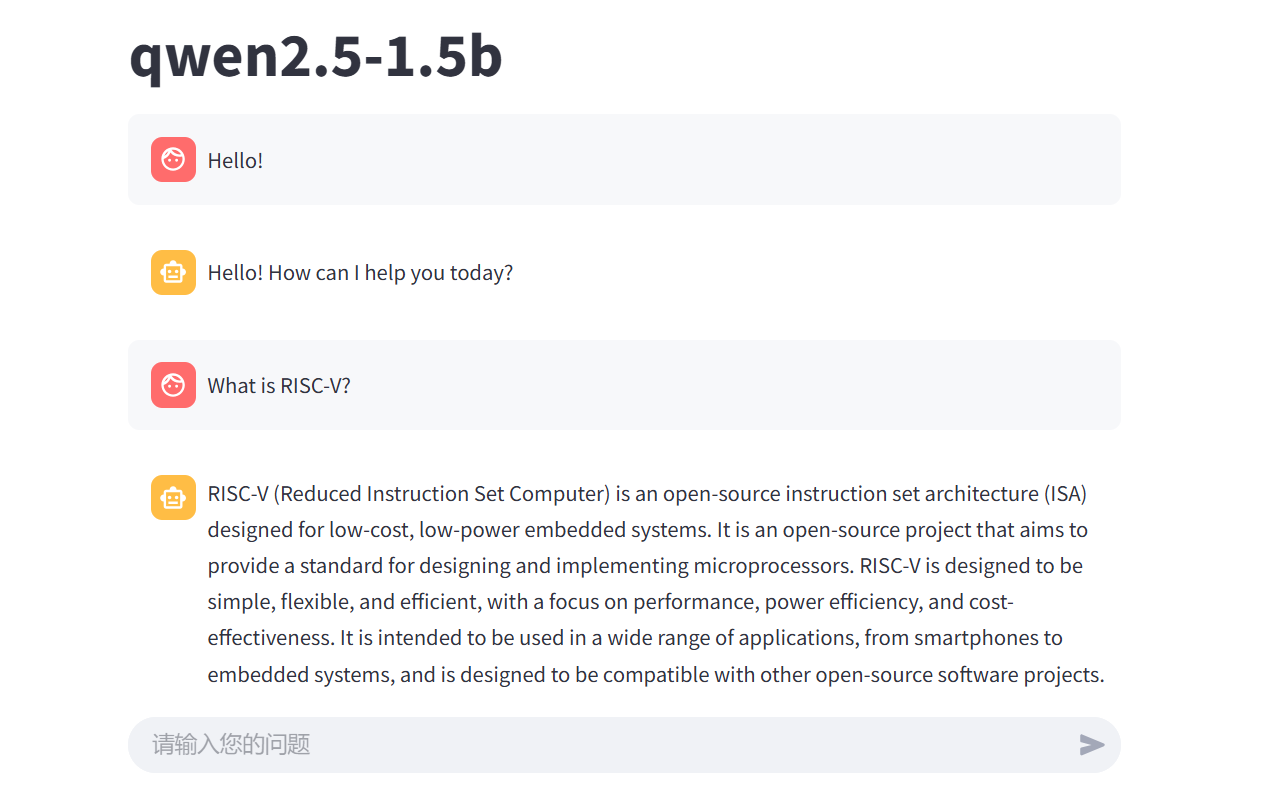 qwen2.5-1.5b
Hello!
Hello! How can I help you today?
What is RISC-V?
RISC-V (Reduced Instruction Set Computer) is an open-source instruction set architecture (ISA)
designed for low-cost, low-power embedded systems. It is an open-source project that aims to
provide a standard for designing and implementing microprocessors. RISC-V is designed to be
simple, flexible, and efficient, with a focus on performance, power efficiency, and cost-
effectiveness. It is intended to be used in a wide range of applications, from smartphones to
embedded systems, and is designed to be compatible with other open-source software projects.
请输入您的问题